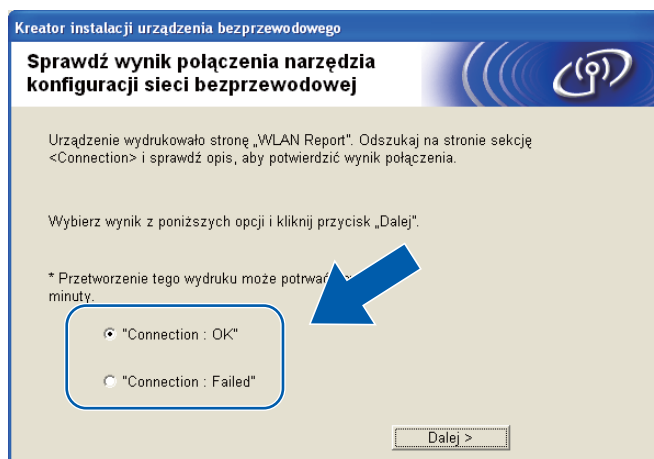 Kreator instalacji urządzenia bezprzewodowego
Sprawdź wynik połączenia narzędzia
konfiguracji sieci bezprzewodowej
Urządzenie wydrukowało stronę „WLAN Report”. Odszukaj na stronie sekcję
<Connection> i sprawdź opis, aby potwierdzić wynik połączenia.
Wybierz wynik z poniższych opcji i kliknij przycisk „Dalej”.
* Przetworzenie tego wydruku może potrwać
minuty.
"Connection : OK"
"Connection : Failed"
Dalej >